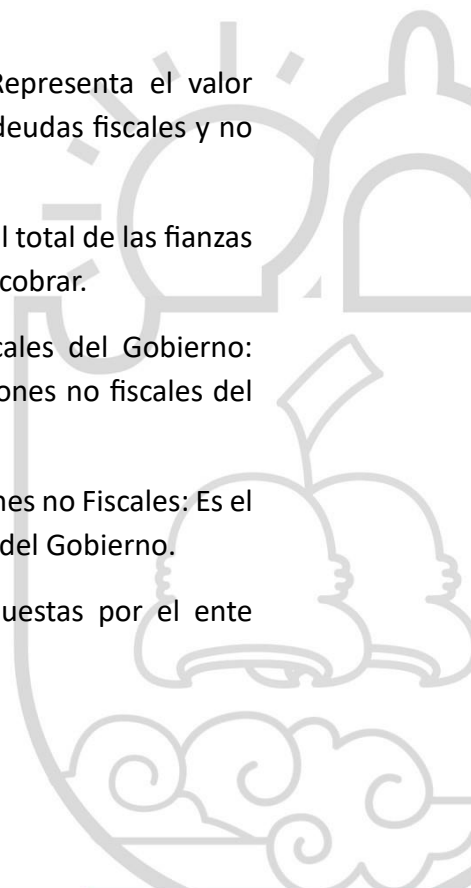 Representa el valor
deudas fiscales y no
l total de las fianzas
cobrar.
cales del Gobierno:
ones no fiscales del
nes no Fiscales: Es el
del Gobierno.
uestas por el ente